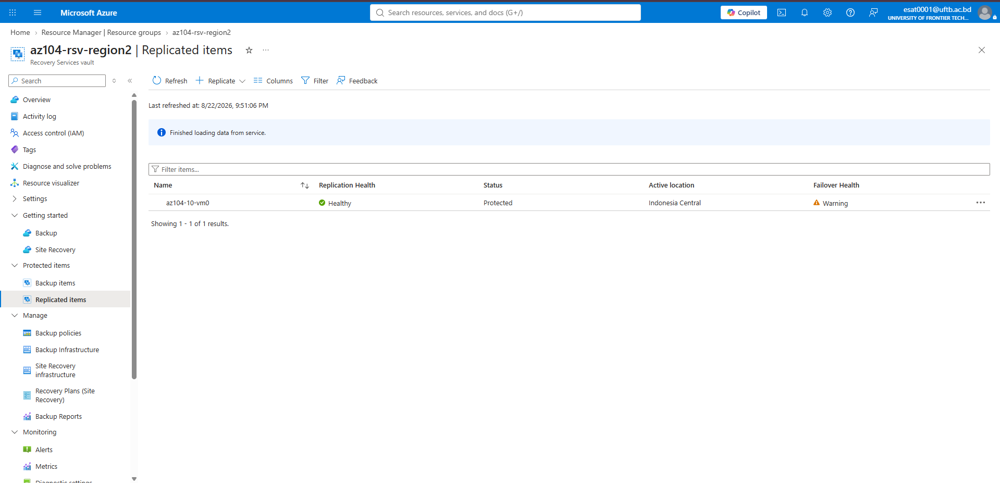 Microsoft Azure
Search resources, services, and docs (G+/)
Copilot
esat0001@uftb.ac.bd
UNIVERSITY OF FRONTIER TECH...
Home > Resource Manager | Resource groups > az104-rsv-region2
az104-rsv-region2 | Replicated items
Recovery Services vault
Search
Refresh
Replicate
Columns
Filter
Feedback
Overview
Activity log
Access control (IAM)
Tags
Diagnose and solve problems
Resource visualizer
Settings
Getting started
Backup
Site Recovery
Protected items
Backup items
Replicated items
Manage
Backup policies
Backup Infrastructure
Site Recovery
infrastructure
Recovery Plans (Site
Recovery)
Backup Reports
Monitoring
Alerts
Metrics
Diagnostic settings
Last refreshed at: 8/22/2026, 9:51:06 PM
Finished loading data from service.
Filter items...
Name Replication Health Status Active location Failover Health
az104-10-vm0 Healthy Protected Indonesia Central Warning
Showing 1 - 1 of 1 results.